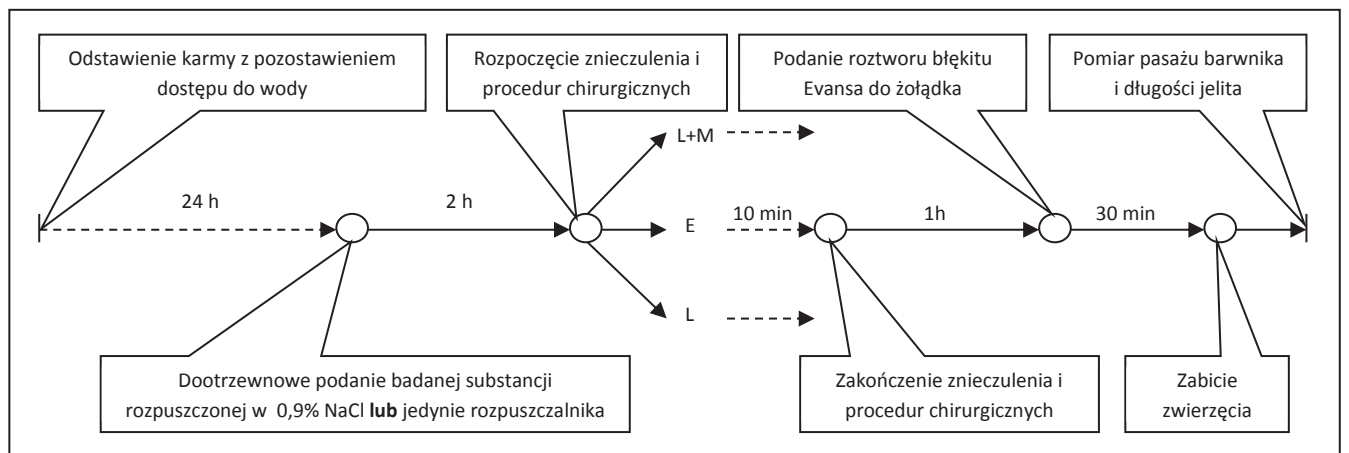 Odstawienie karmy z pozostawieniem
dostępu do wody
Rozpoczęcie znieczulenia i
procedur chirurgicznych
Podanie roztworu błękitu
Evansa do żołądka
Pomiar pasażu barwnika
i długości jelita
L+M
24 h
2 h
E
10 min
1h
30 min
L
Dootrzewnowe podanie badanej substancji
rozpuszczonej w 0,9% NaCl lub jedynie rozpuszczalnika
Zakończenie znieczulenia i
procedur chirurgicznych
Zabicie
zwierzęcia